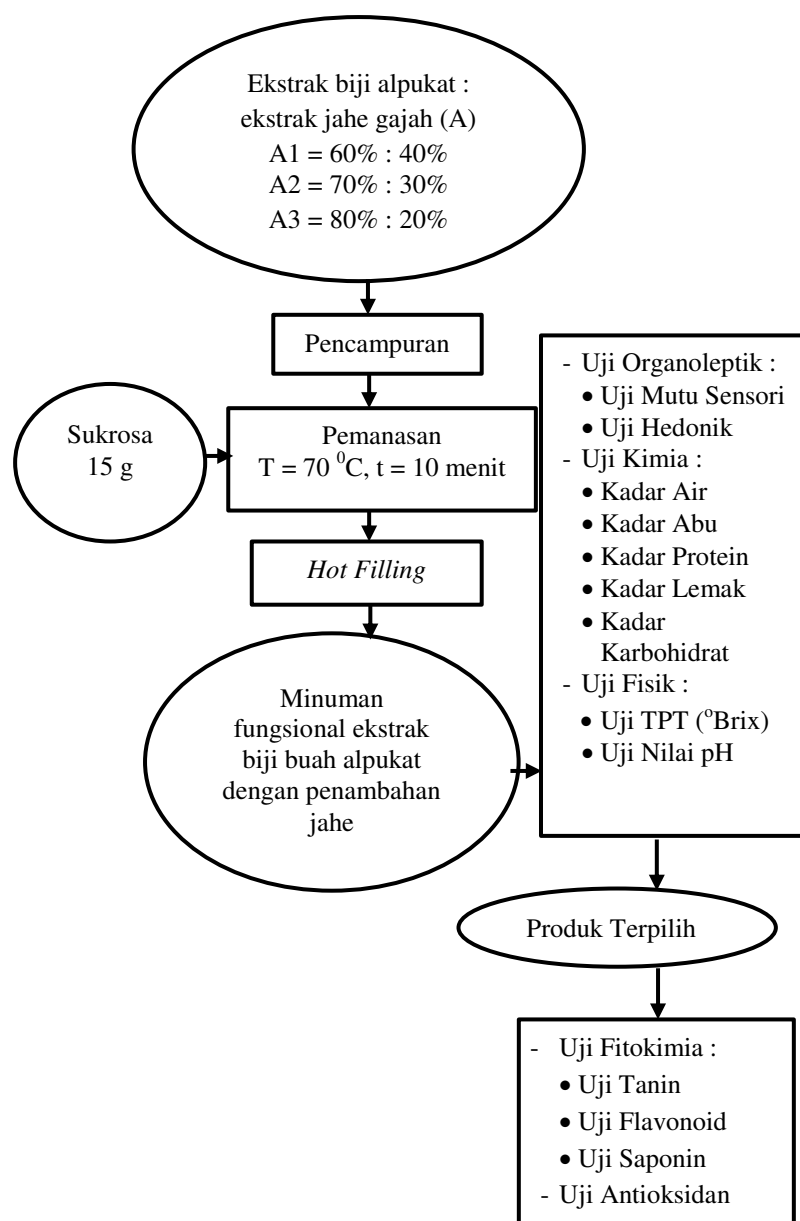 Ekstrak biji alpukat :
ekstrak jahe gajah (A)
A1 = 60% : 40%
A2 = 70% : 30%
A3 = 80% : 20%
Pencampuran
Sukrosa
15 g
Pemanasan
T = 70 ⁰C, t = 10 menit
Hot Filling
Minuman
fungsional ekstrak
biji buah alpukat
dengan penambahan
jahe
- Uji Organoleptik :
• Uji Mutu Sensori
• Uji Hedonik
- Uji Kimia :
• Kadar Air
• Kadar Abu
• Kadar Protein
• Kadar Lemak
• Kadar
Karbohidrat
- Uji Fisik :
• Uji TPT (ᵒBrix)
• Uji Nilai pH
Produk Terpilih
- Uji Fitokimia :
• Uji Tanin
• Uji Flavonoid
• Uji Saponin
- Uji Antioksidan